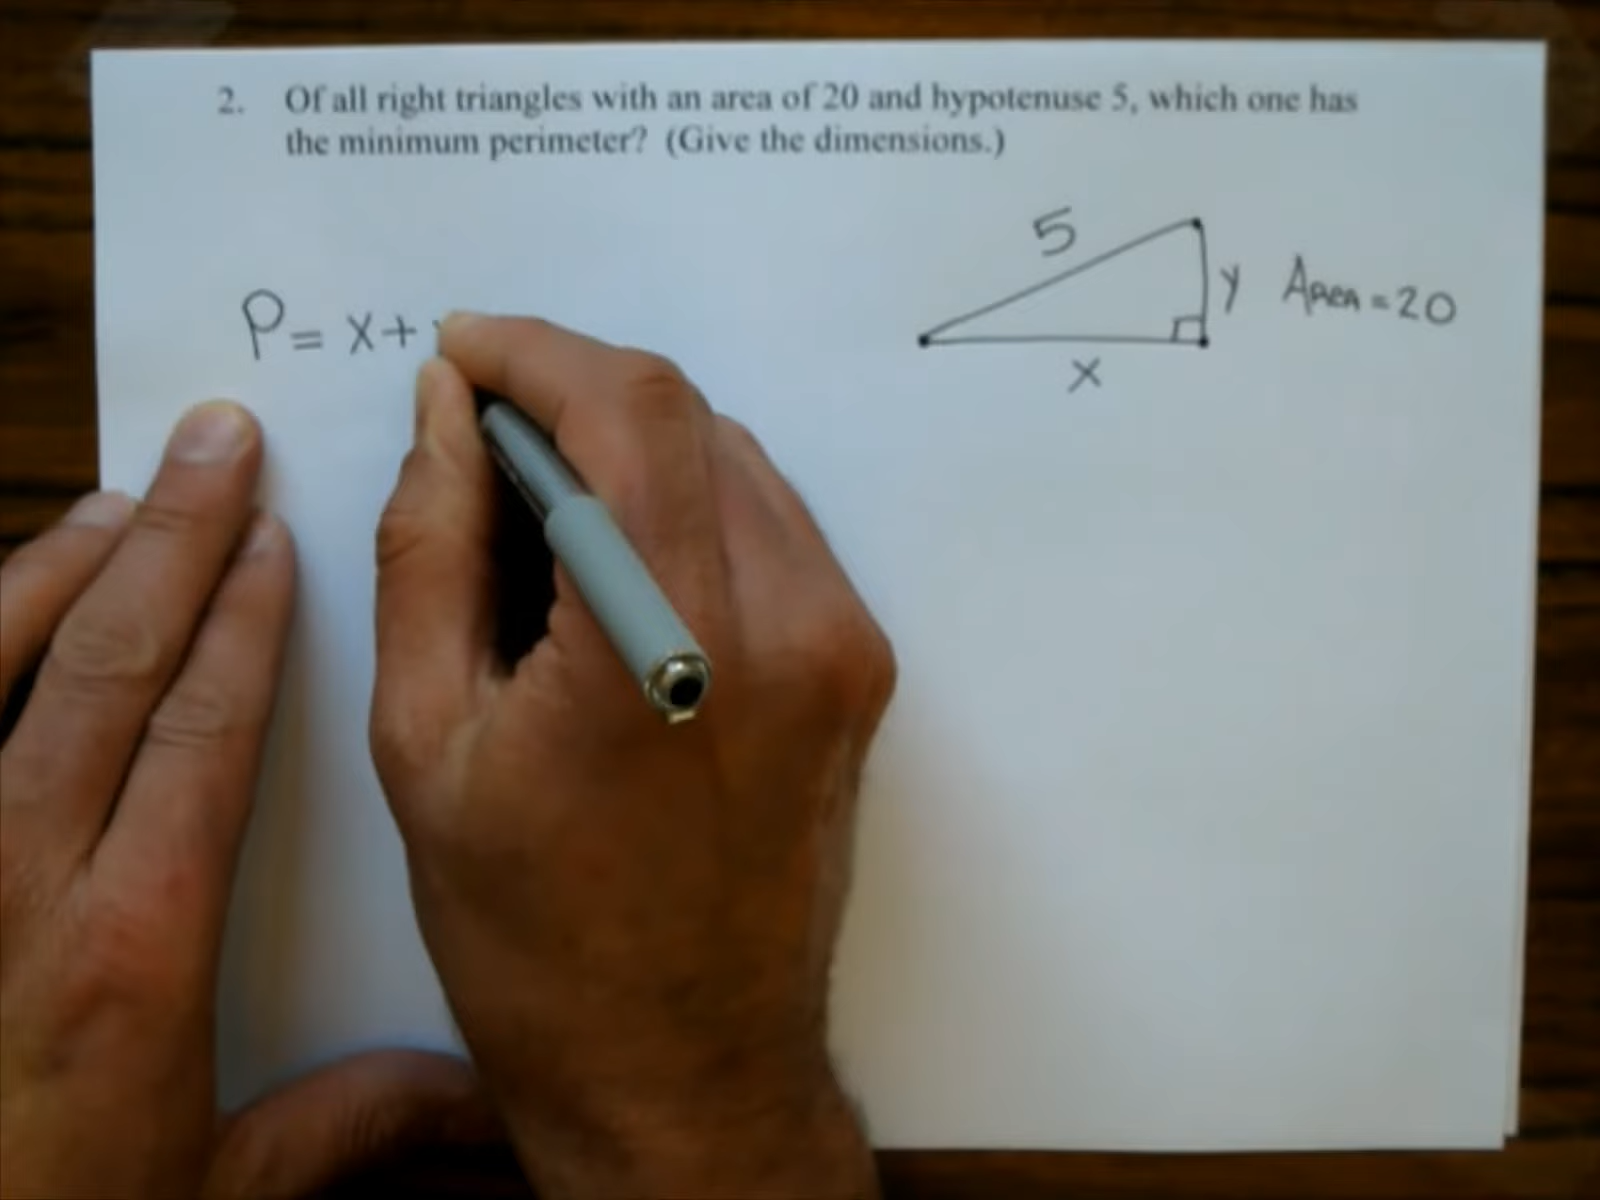 2. Of all right triangles with an area of 20 and hypotenuse 5, which one has
the minimum perimeter? (Give the dimensions.)
5
y Area = 20
P = x +
x